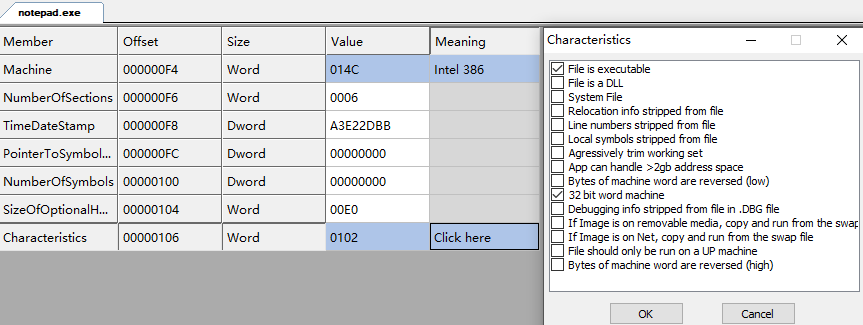 notepad.exe
Member Offset Size Value Meaning
Machine 000000F4 Word 014C Intel 386
NumberOfSections 000000F6 Word 0006
TimeDateStamp 000000F8 Dword A3E22DBB
PointerToSymbol... 000000FC Dword 00000000
NumberOfSymbols 00000100 Dword 00000000
SizeOfOptionalH... 00000104 Word 00E0
Characteristics 00000106 Word 0102 Click here
Characteristics
File is executable
File is a DLL
System File
Relocation info stripped from file
Line numbers stripped from file
Local symbols stripped from file
Agressively trim working set
App can handle >2gb address space
Bytes of machine word are reversed (low)
32 bit word machine
Debugging info stripped from file in .DBG file
If Image is on removable media, copy and run from the swap
If Image is on Net, copy and run from the swap file
File should only be run on a UP machine
Bytes of machine word are reversed (high)
OK Cancel